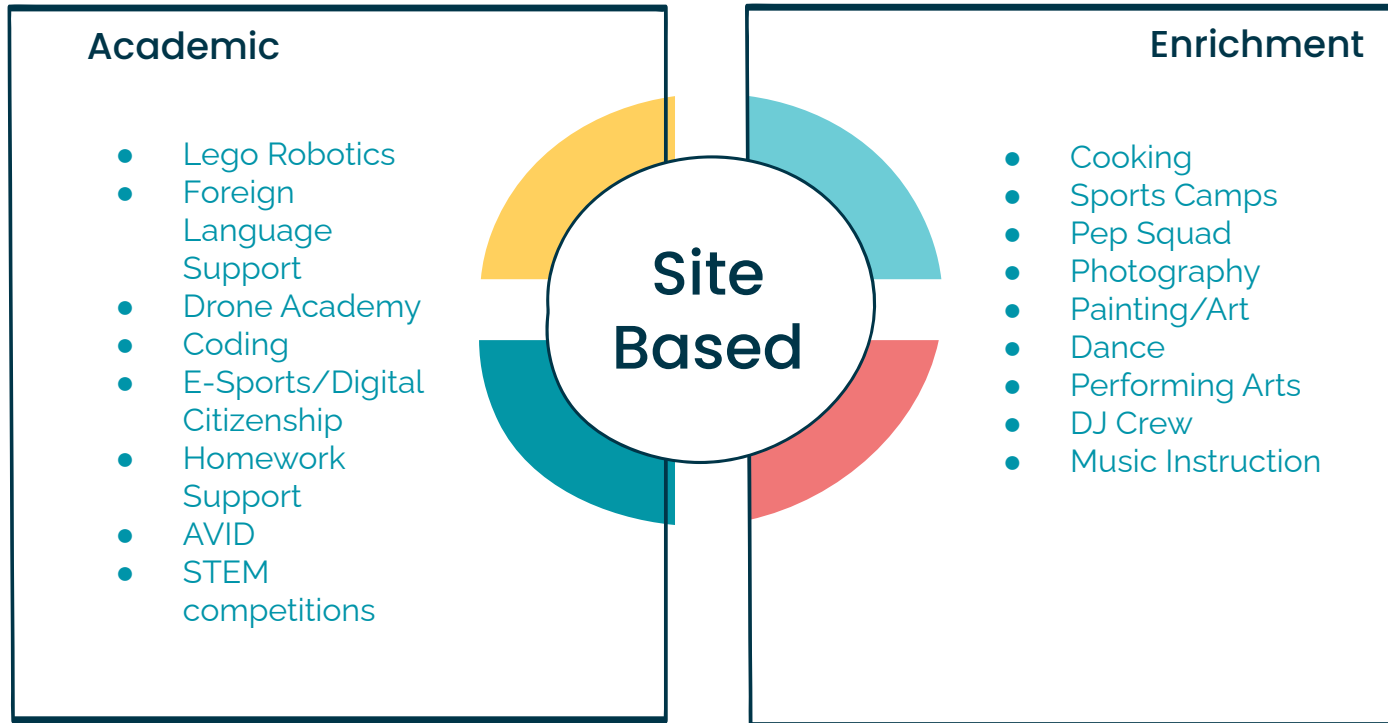 Academic
● Lego Robotics
● Foreign
Language
Support
● Drone Academy
● Coding
● E-Sports/Digital
Citizenship
● Homework
Support
● AVID
● STEM
competitions
Site
Based
Enrichment
● Cooking
● Sports Camps
● Pep Squad
● Photography
● Painting/Art
● Dance
● Performing Arts
● DJ Crew
● Music Instruction